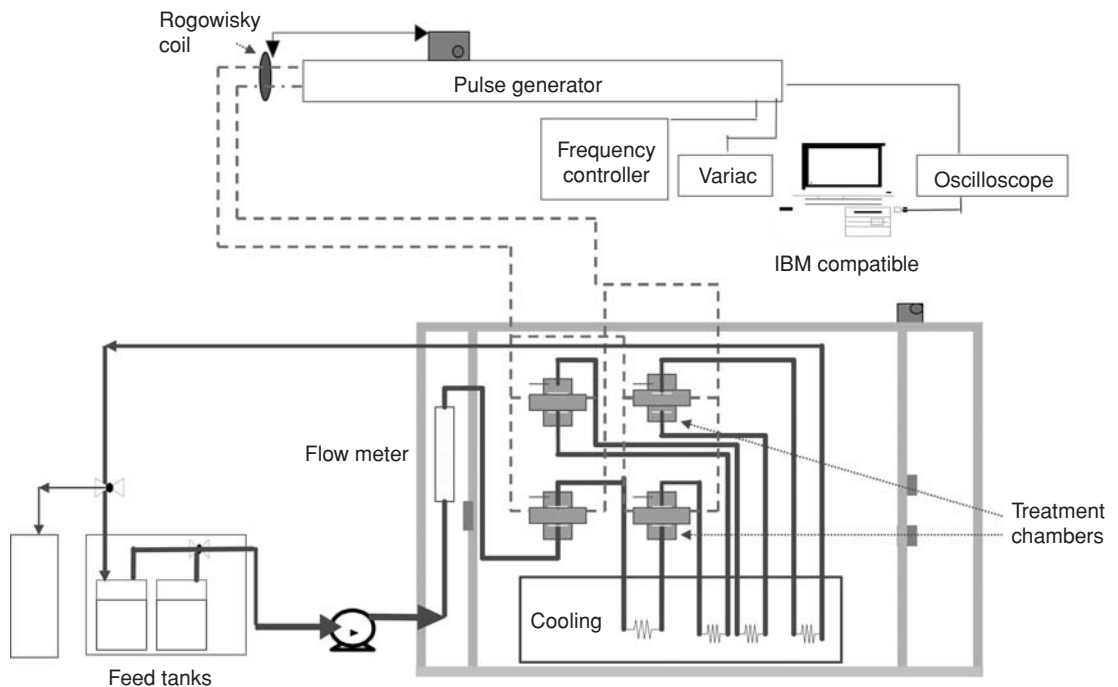 Rogowisky
coil
Pulse generator
Frequency
controller
Variac
Oscilloscope
IBM compatible
Flow meter
Treatment
chambers
Cooling
Feed tanks